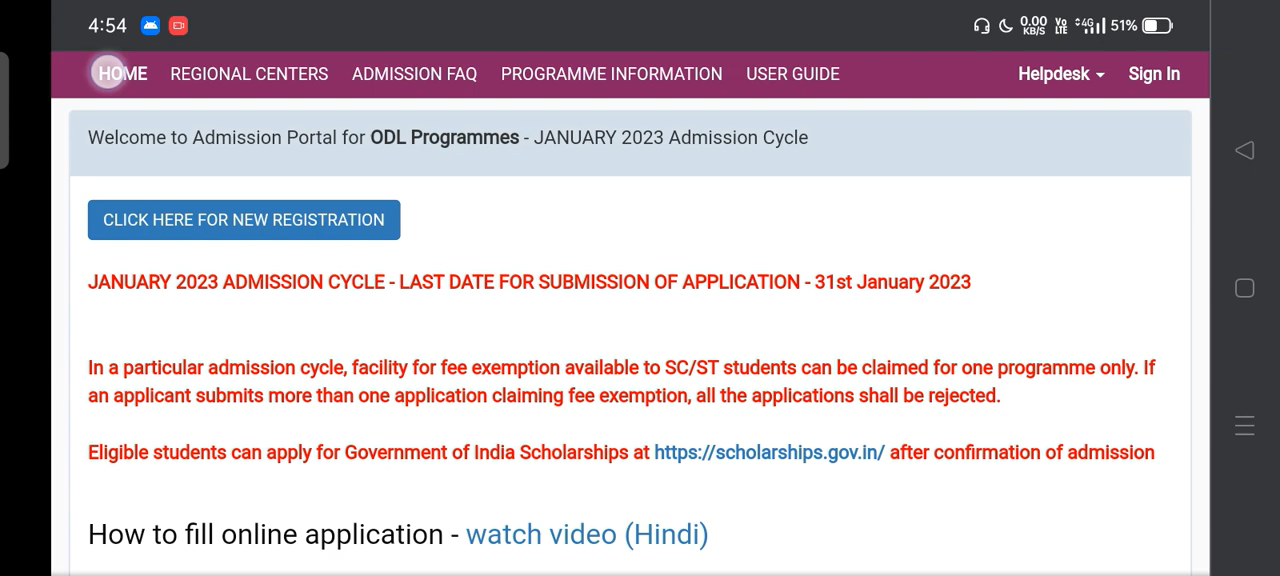 4:54 0.00 KB/S Vo LTE 4G 51%
HOME REGIONAL CENTERS ADMISSION FAQ PROGRAMME INFORMATION USER GUIDE Helpdesk Sign In
Welcome to Admission Portal for ODL Programmes - JANUARY 2023 Admission Cycle
CLICK HERE FOR NEW REGISTRATION
JANUARY 2023 ADMISSION CYCLE - LAST DATE FOR SUBMISSION OF APPLICATION - 31st January 2023
In a particular admission cycle, facility for fee exemption available to SC/ST students can be claimed for one programme only. If
an applicant submits more than one application claiming fee exemption, all the applications shall be rejected.
Eligible students can apply for Government of India Scholarships at https://scholarships.gov.in/ after confirmation of admission
How to fill online application - watch video (Hindi)